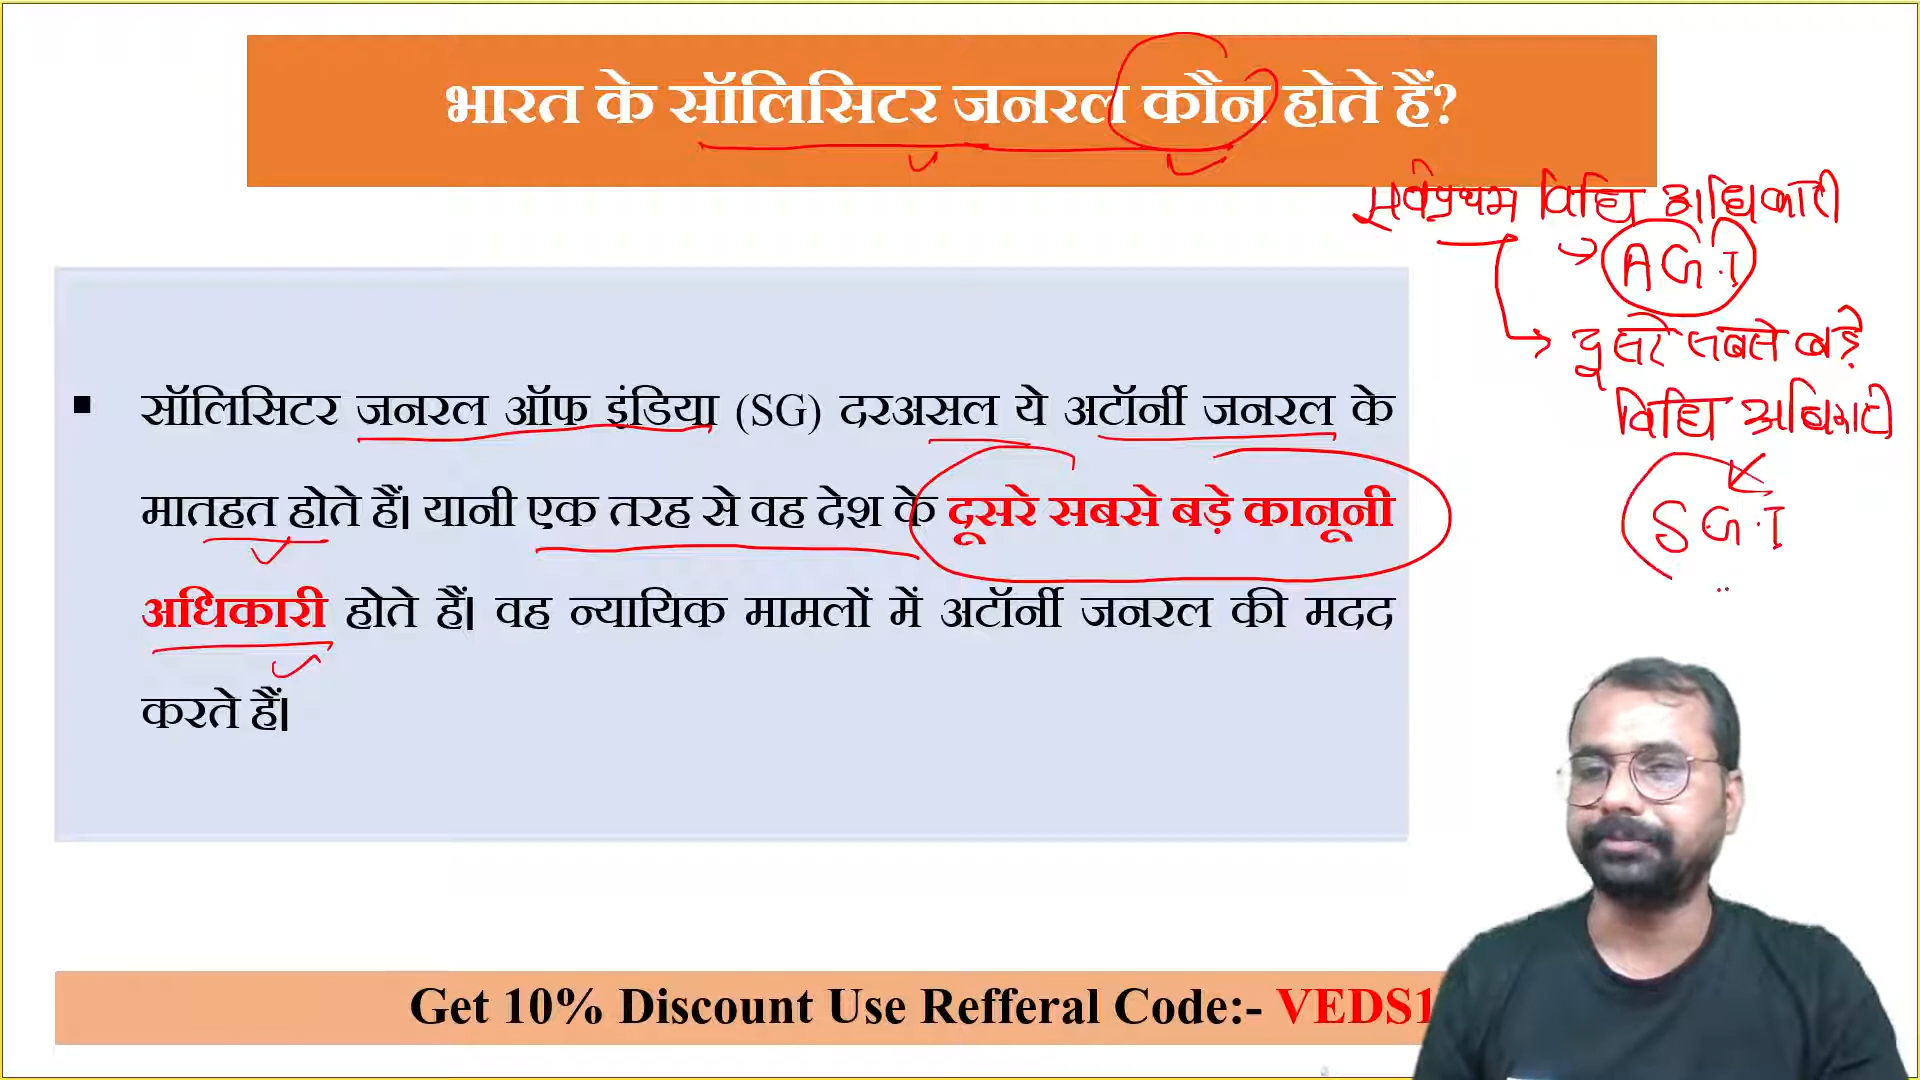 भारत के सॉलिसिटर जनरल कौन होते हैं?
सर्वप्रथम विधि अधिकारी
AG.I
दूसरे सबसे बड़े
विधि अधिकारी
SG.I
▪ सॉलिसिटर जनरल ऑफ इंडिया (SG) दरअसल ये अटॉर्नी जनरल के
मातहत होते हैं। यानी एक तरह से वह देश के दूसरे सबसे बड़े कानूनी
अधिकारी होते हैं। वह न्यायिक मामलों में अटॉर्नी जनरल की मदद
करते हैं।
Get 10% Discount Use Refferal Code:- VEDS1